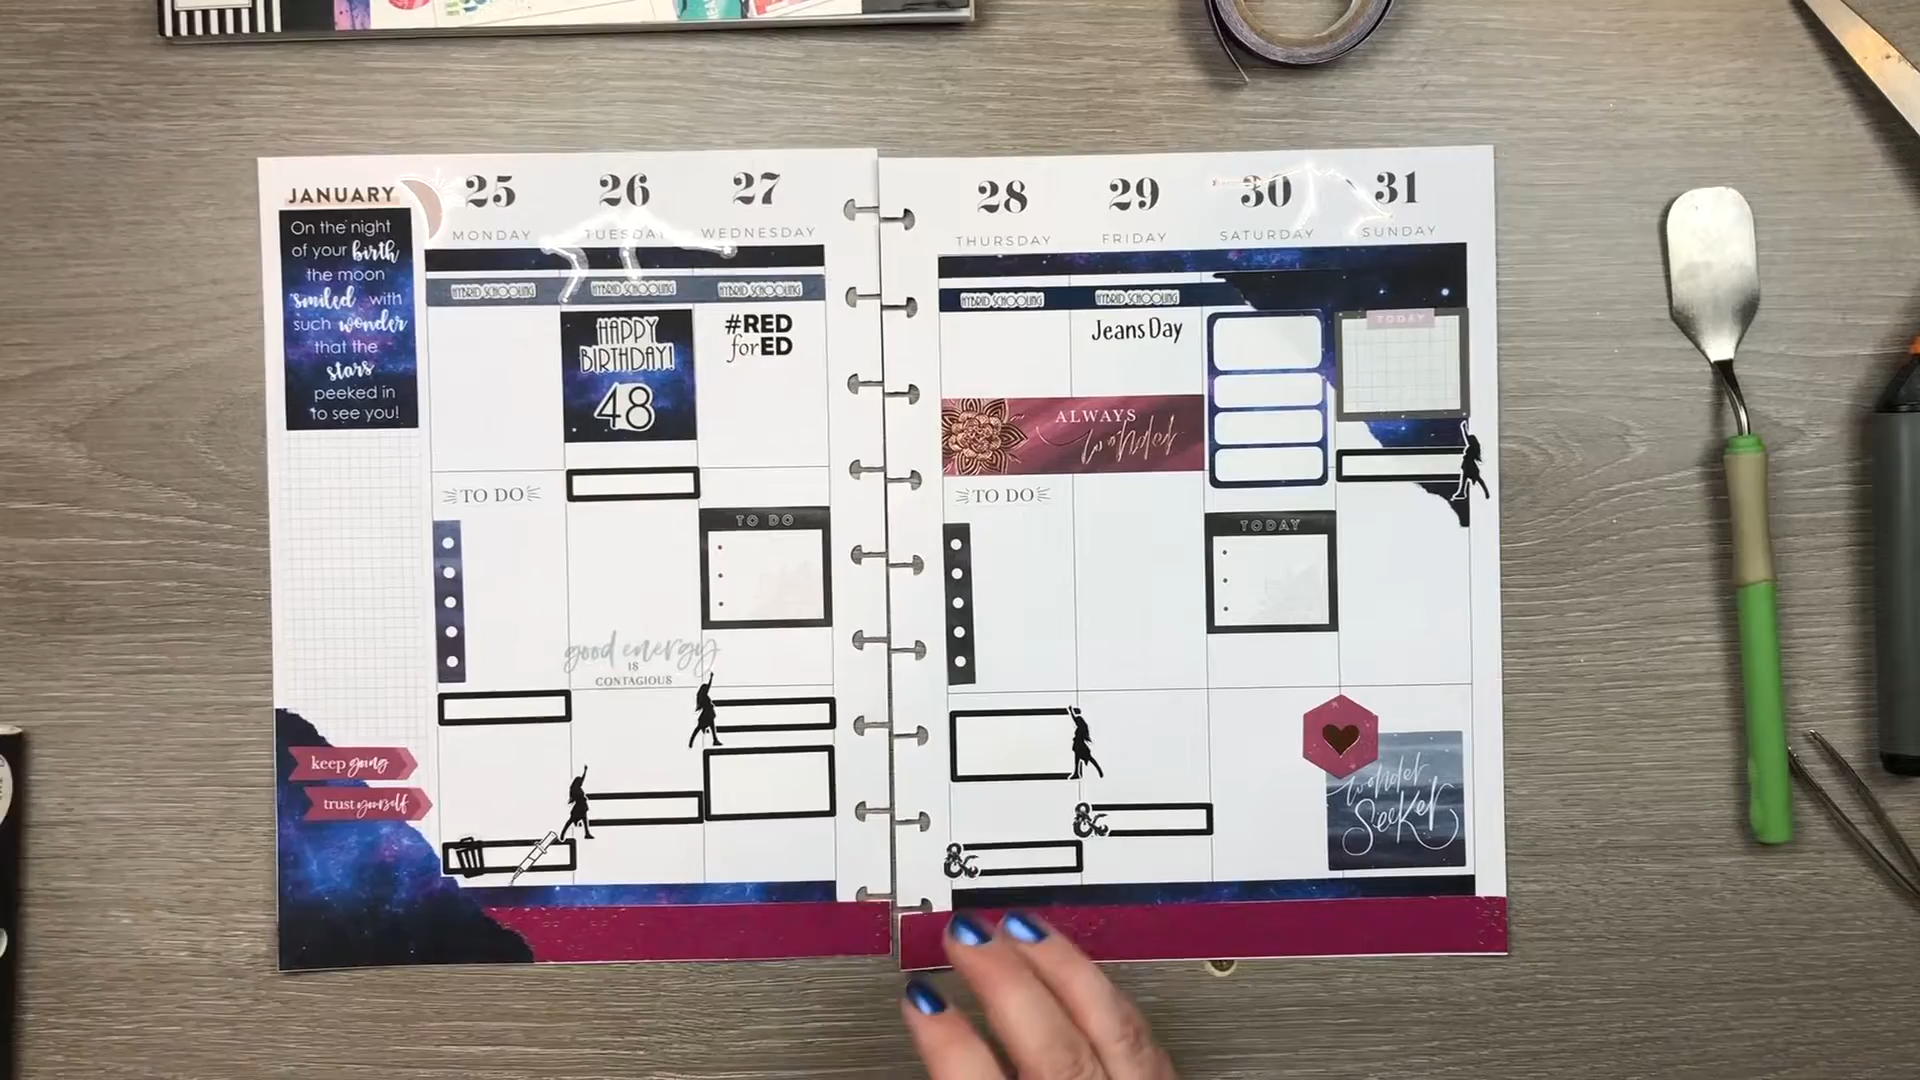 JANUARY
On the night
of your birth
the moon
smiled with
such wonder
that the
stars
peeked in
to see you!
keep going
trust yourself
25
MONDAY
HYBRID SCHOOLING
TO DO
26
TUESDAY
HYBRID SCHOOLING
HAPPY
BIRTHDAY!
48
good energy
IS
CONTAGIOUS
27
WEDNESDAY
HYBRID SCHOOLING
#RED
forED
TO DO
28
THURSDAY
HYBRID SCHOOLING
ALWAYS
wonder
TO DO
29
FRIDAY
HYBRID SCHOOLING
Jeans Day
30
SATURDAY
TODAY
31
SUNDAY
TODAY
wonder
Seeker